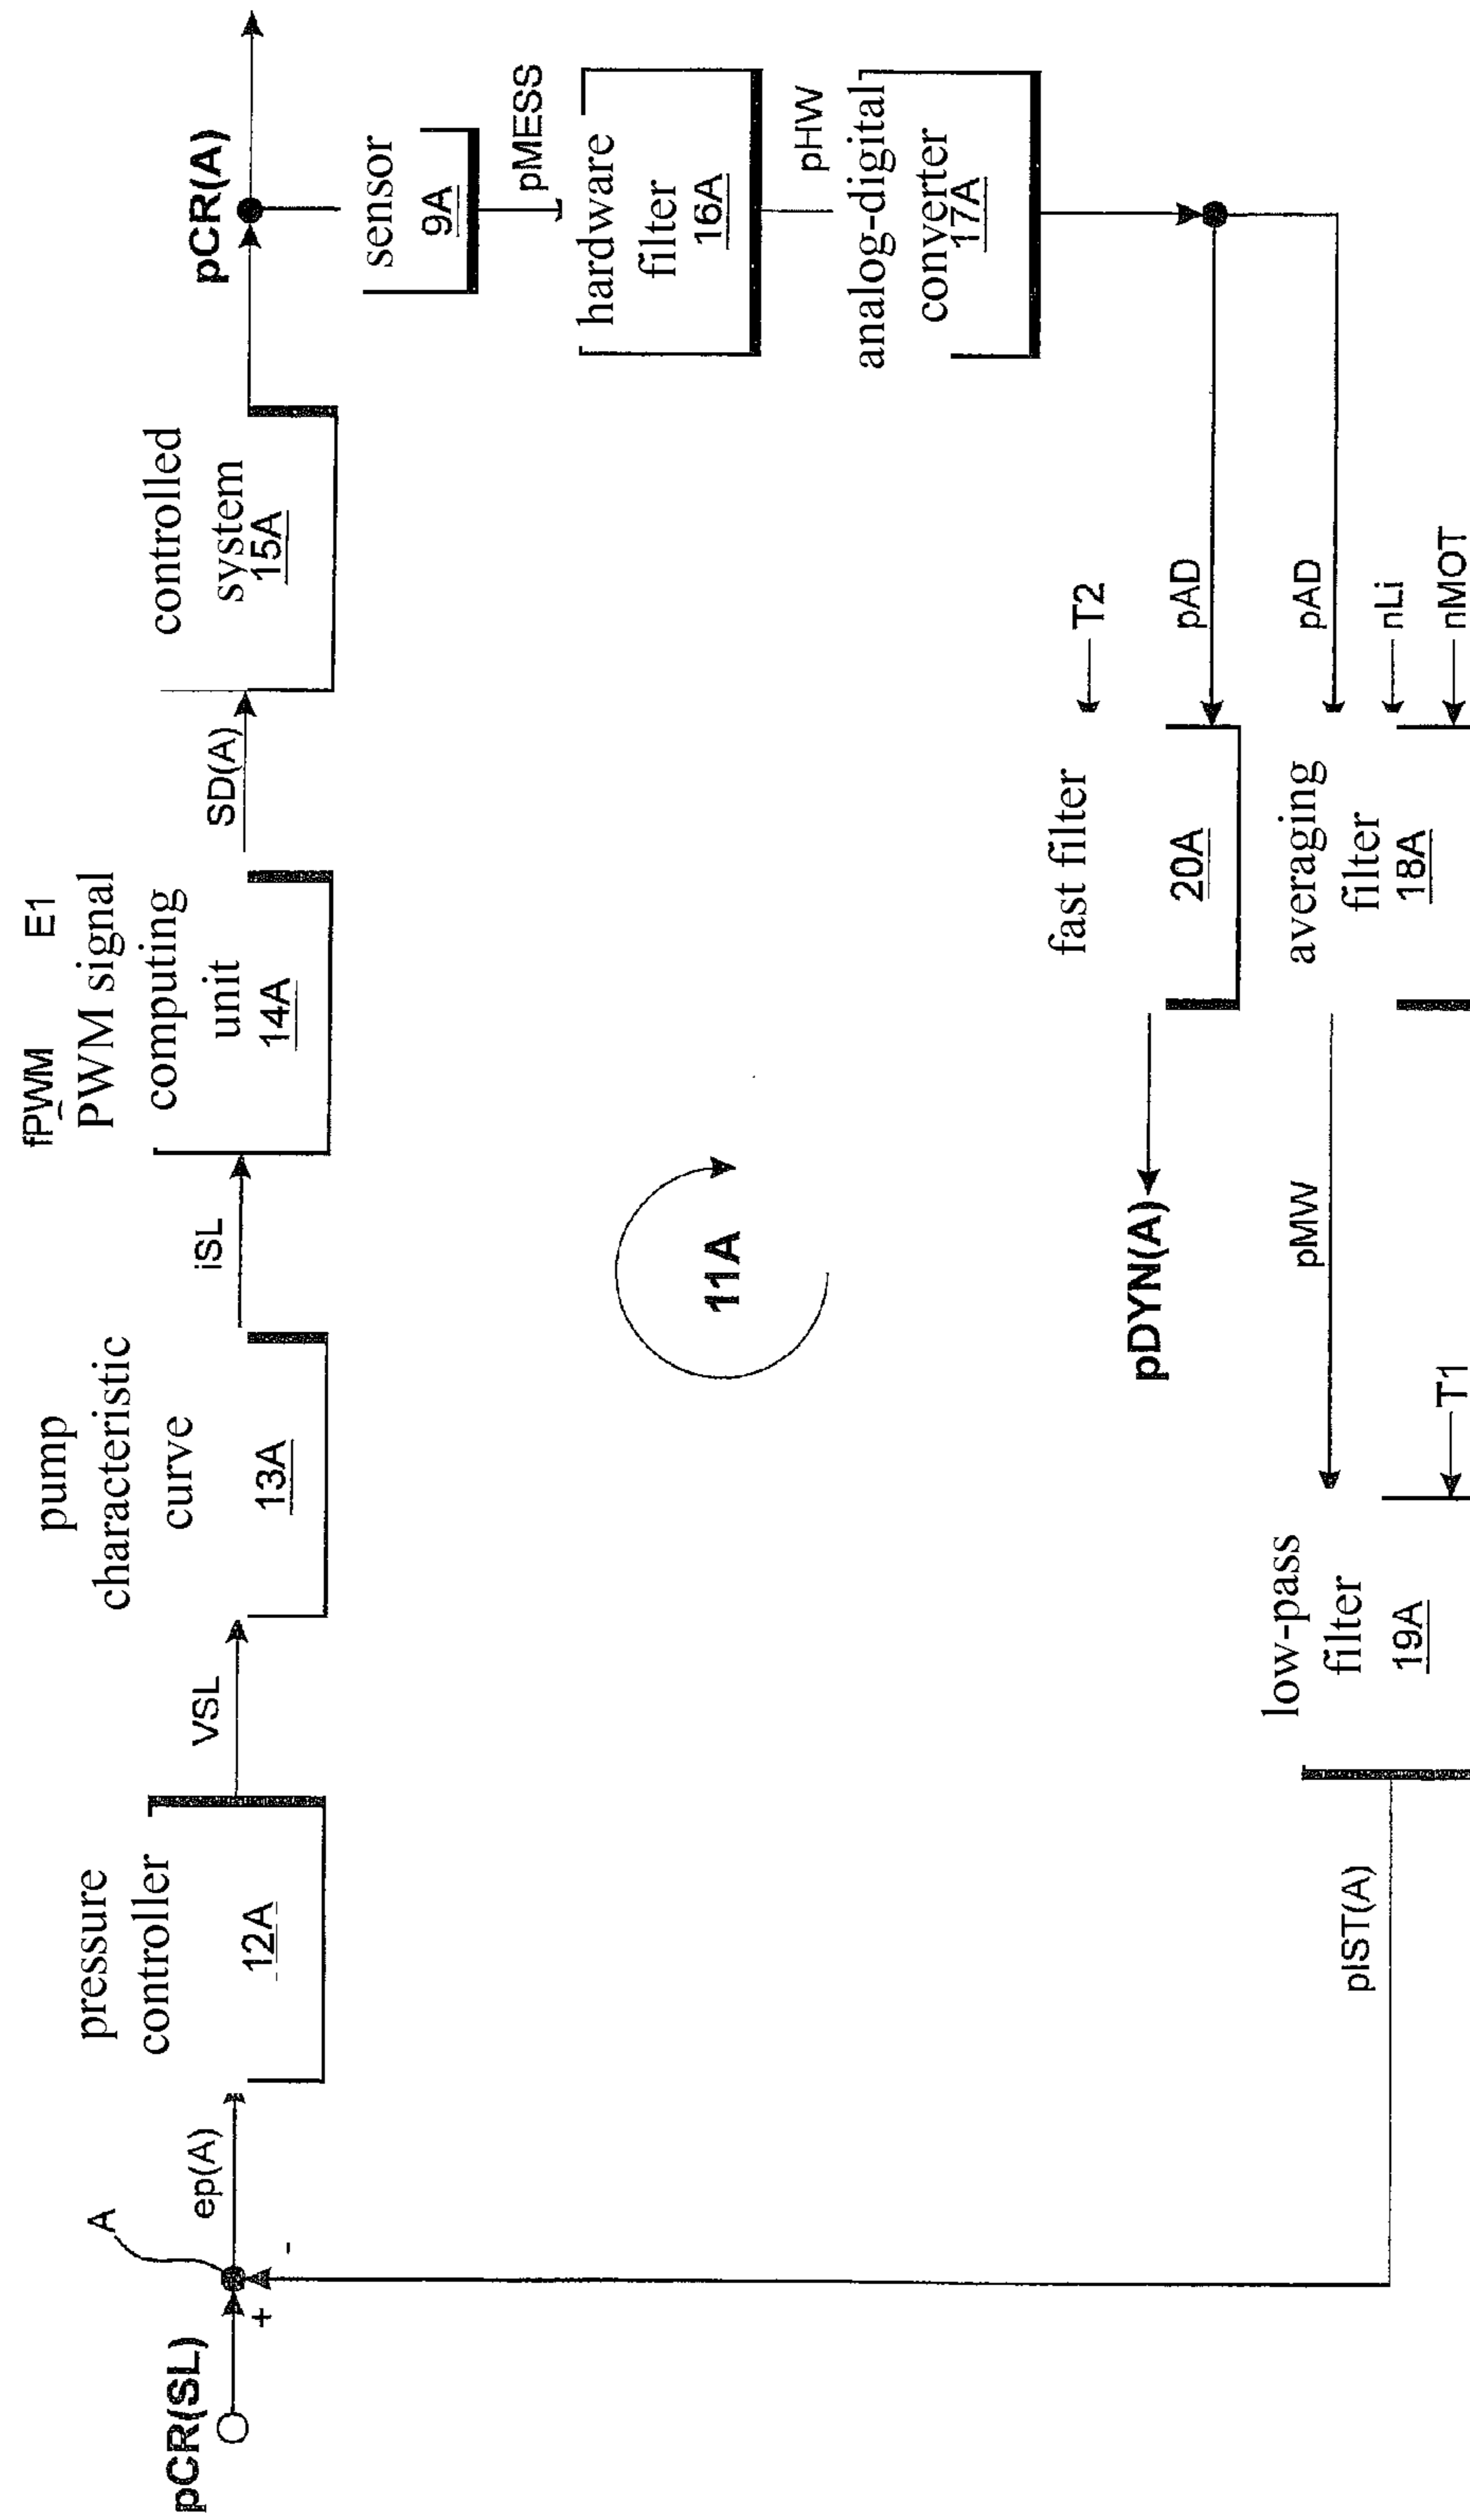 pCR(SL)
+
-
A
ep(A)
pressure
controller
12A
VSL
pump
characteristic
curve
13A
iSL
fPWM
E1
PWM signal
computing
unit
14A
SD(A)
controlled
system
15A
pCR(A)
sensor
9A
pMESS
hardware
filter
16A
pHW
analog-digital
converter
17A
11A
pDYN(A)
fast filter
20A
T2
pAD
pIST(A)
low-pass
filter
19A
T1
pMW
averaging
filter
18A
pAD
nLi
nMOT